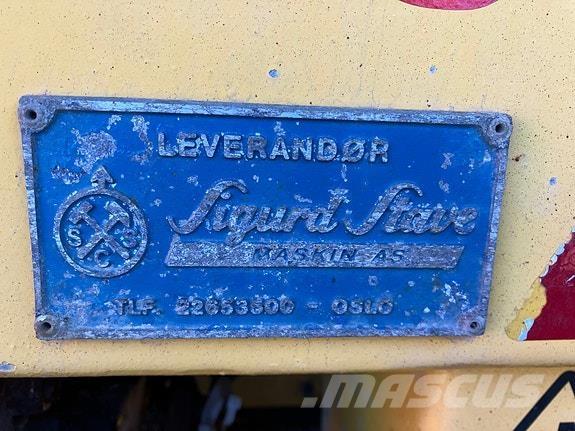 LEVERANDØR
Sigurd Stave
MASKIN AS
S C S
TLF. 22653500 - OSLO
MASCUS